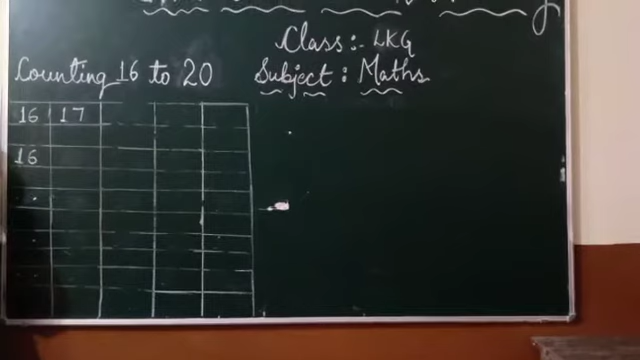 Class :- LKG
Counting 16 to 20
Subject : Maths
16 17
16